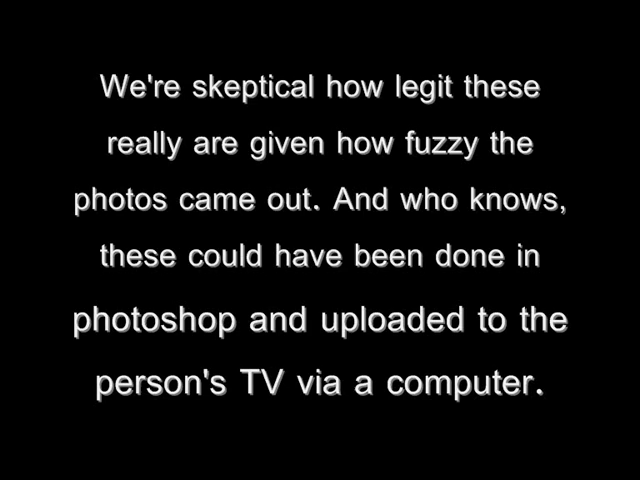 We're skeptical how legit these
really are given how fuzzy the
photos came out. And who knows,
these could have been done in
photoshop and uploaded to the
person's TV via a computer.